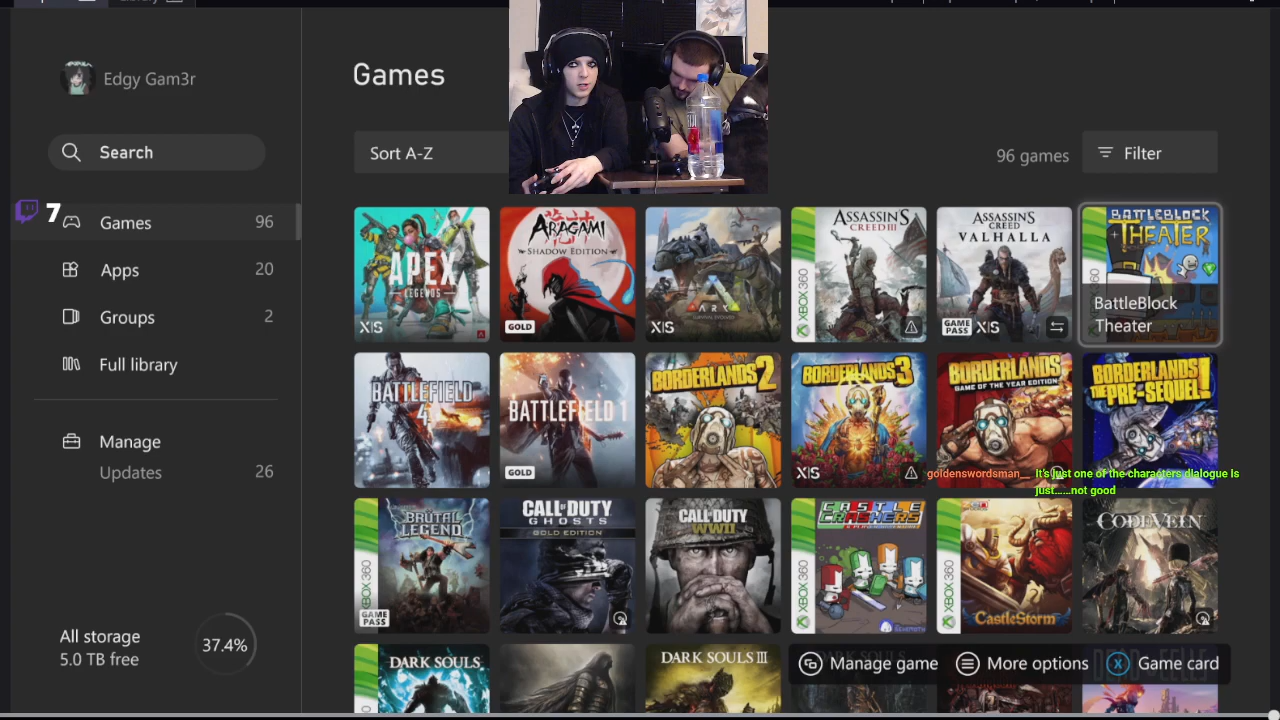 Edgy Gam3r
Games
Search
Sort A-Z
96 games
Filter
7
Games 96
Apps 20
Groups 2
Full library
Manage
Updates 26
All storage
5.0 TB free
37.4%
APEX
LEGENDS
X|S
ARAGAMI
SHADOW EDITION
GOLD
ARK
SURVIVAL EVOLVED
X|S
ASSASSIN'S
CREED III
XBOX 360
ASSASSIN'S
CREED
VALHALLA
GAME
PASS
X|S
BATTLEBLOCK
THEATER
360
BattleBlock
Theater
BATTLEFIELD
4
BATTLEFIELD 1
GOLD
BORDERLANDS 2
BORDERLANDS 3
X|S
BORDERLANDS
GAME OF THE YEAR EDITION
BORDERLANDS
THE PRE-SEQUEL!
goldenswordsman__ It's just one of the characters dialogue is
just......not good
BRÜTAL
LEGEND
XBOX 360
GAME
PASS
CALL OF DUTY
GHOSTS
GOLD EDITION
CALL OF DUTY
WWII
CASTLE
CRASHERS
XBOX 360
CastleStorm
XBOX 360
CODE VEIN
DARK SOULS
DARK SOULS III
DEAD CELLS
Manage game
More options
X
Game card